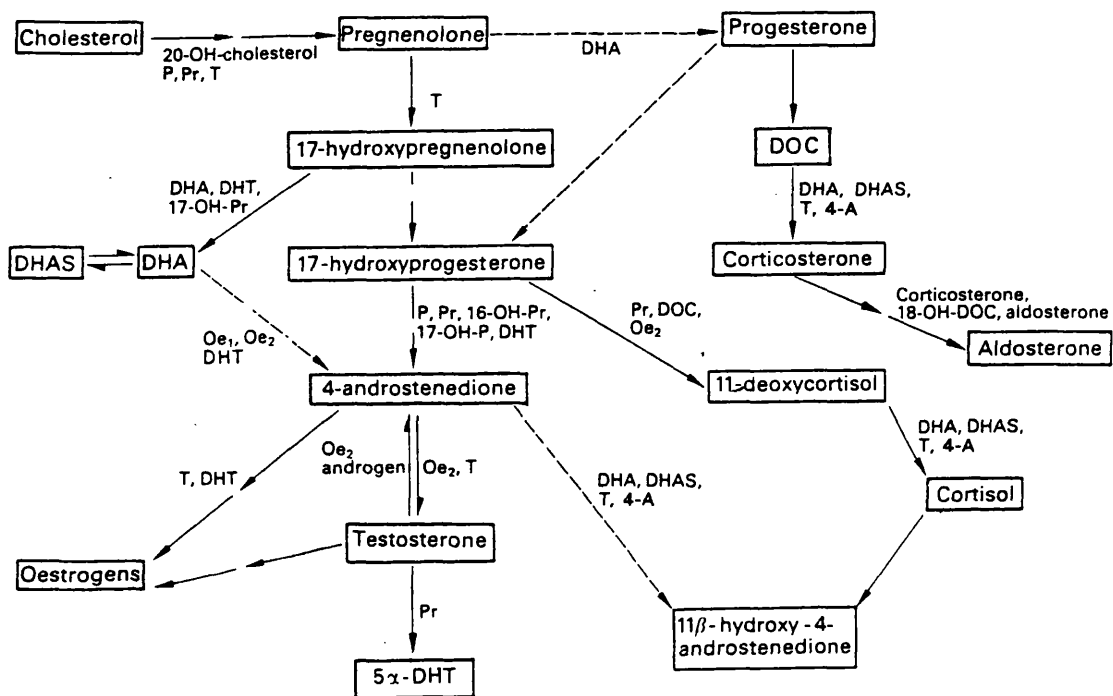 Cholesterol
20-OH-cholesterol
P, Pr, T
Pregnenolone
DHA
Progesterone
T
17-hydroxypregnenolone
DOC
DHA, DHT,
17-OH-Pr
DHA, DHAS,
T, 4-A
DHAS
DHA
17-hydroxyprogesterone
Corticosterone
Oe₁, Oe₂
DHT
P, Pr, 16-OH-Pr,
17-OH-P, DHT
Pr, DOC,
Oe₂
Corticosterone,
18-OH-DOC, aldosterone
Aldosterone
4-androstenedione
11-deoxycortisol
T, DHT
Oe₂
androgen
Oe₂, T
DHA, DHAS,
T, 4-A
DHA, DHAS,
T, 4-A
Cortisol
Testosterone
Oestrogens
Pr
11β-hydroxy-4-
androstenedione
5α-DHT